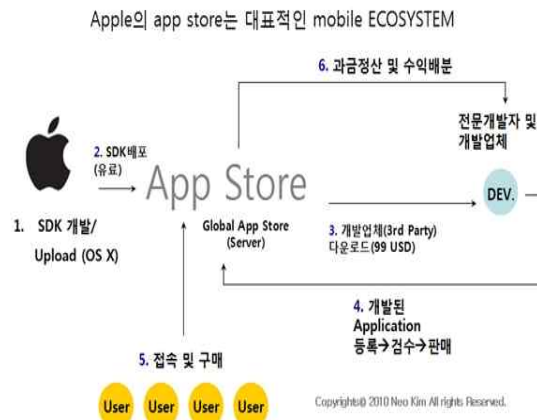 Apple의 app store는 대표적인 mobile ECOSYSTEM
6. 과금정산 및 수익배분
전문개발자 및
개발업체
2. SDK배포
(유료)
App Store
DEV.
1. SDK 개발/
Upload (OS X)
Global App Store
(Server)
3. 개발업체(3rd Party)
다운로드(99 USD)
4. 개발된
Application
등록→검수→판매
5. 접속 및 구매
User User User User
Copyrights@ 2010 Neo Kim All rights Reserved.